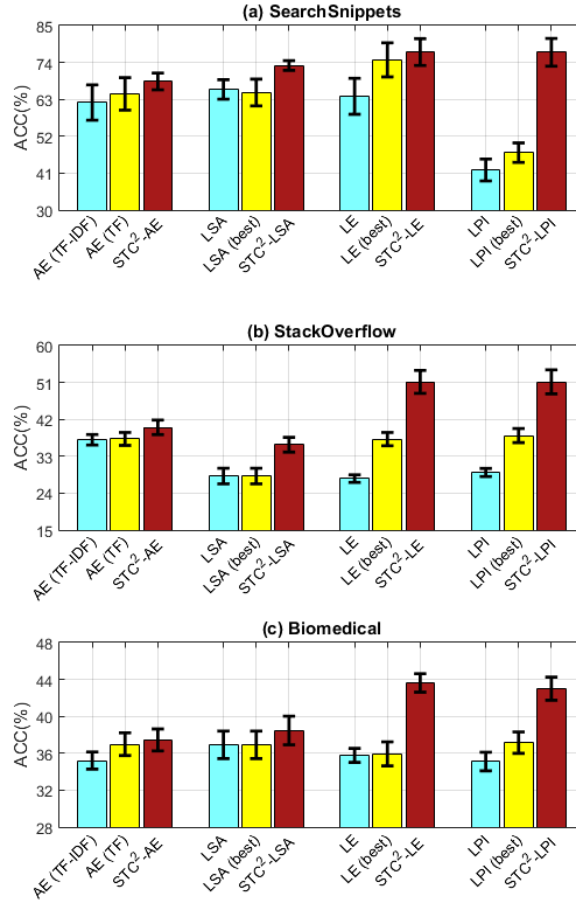 (a) SearchSnippets
ACC(%)
85
74
63
52
41
30
AE (TF-IDF)
AE (TF)
STC²-AE
LSA
LSA (best)
STC²-LSA
LE
LE (best)
STC²-LE
LPI
LPI (best)
STC²-LPI
(b) StackOverflow
ACC(%)
60
51
42
33
24
15
AE (TF-IDF)
AE (TF)
STC²-AE
LSA
LSA (best)
STC²-LSA
LE
LE (best)
STC²-LE
LPI
LPI (best)
STC²-LPI
(c) Biomedical
ACC(%)
48
44
40
36
32
28
AE (TF-IDF)
AE (TF)
STC²-AE
LSA
LSA (best)
STC²-LSA
LE
LE (best)
STC²-LE
LPI
LPI (best)
STC²-LPI